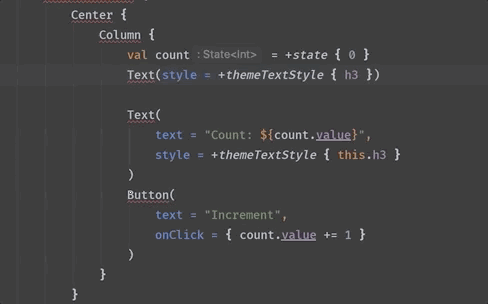 Center {
Column {
val count : State<Int> = +state { 0 }
Text(style = +themeTextStyle { h3 })
Text(
text = "Count: ${count.value}",
style = +themeTextStyle { this.h3 }
)
Button(
text = "Increment",
onClick = { count.value += 1 }
)
}
}